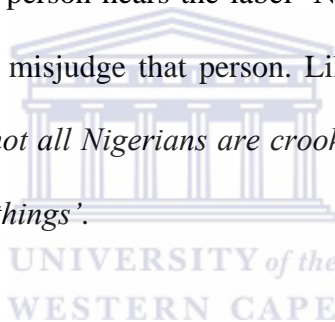 person hears the label
misjudge that person.
not all Nigerians are
things'.
UNIVERSITY of the
WESTERN CAPE